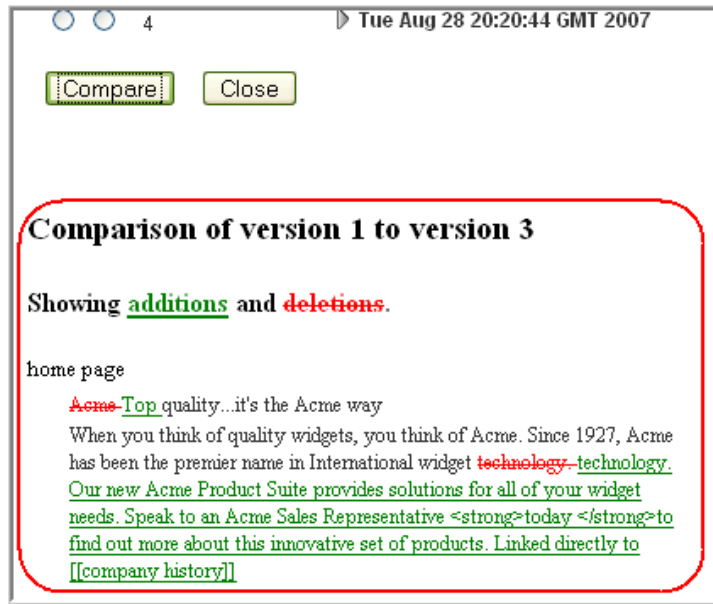 4 Tue Aug 28 20:20:44 GMT 2007
Compare Close
Comparison of version 1 to version 3
Showing additions and deletions.
home page
Acme Top quality...it's the Acme way
When you think of quality widgets, you think of Acme. Since 1927, Acme
has been the premier name in International widget technology. technology.
Our new Acme Product Suite provides solutions for all of your widget
needs. Speak to an Acme Sales Representative <strong>today </strong>to
find out more about this innovative set of products. Linked directly to
[[company history]]